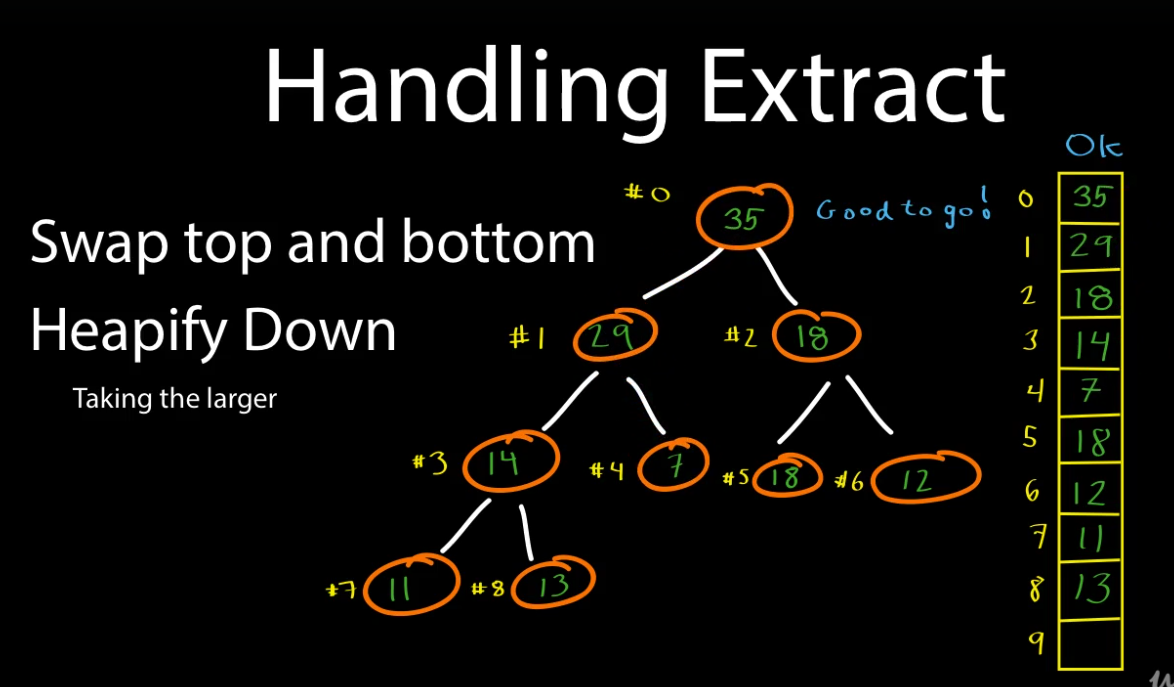 Handling Extract
Ok
#0 35 Good to go!
Swap top and bottom
Heapify Down
Taking the larger
#1 29 #2 18
#3 14 #4 7 #5 18 #6 12
#7 11 #8 13
0 35
1 29
2 18
3 14
4 7
5 18
6 12
7 11
8 13
9